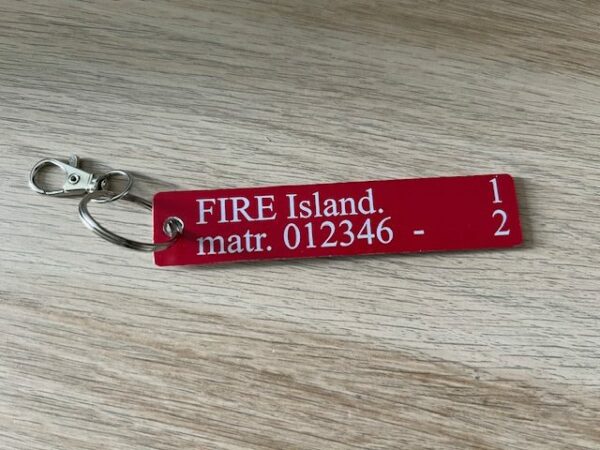 FIRE Island. 1
matr. 012346 - 2